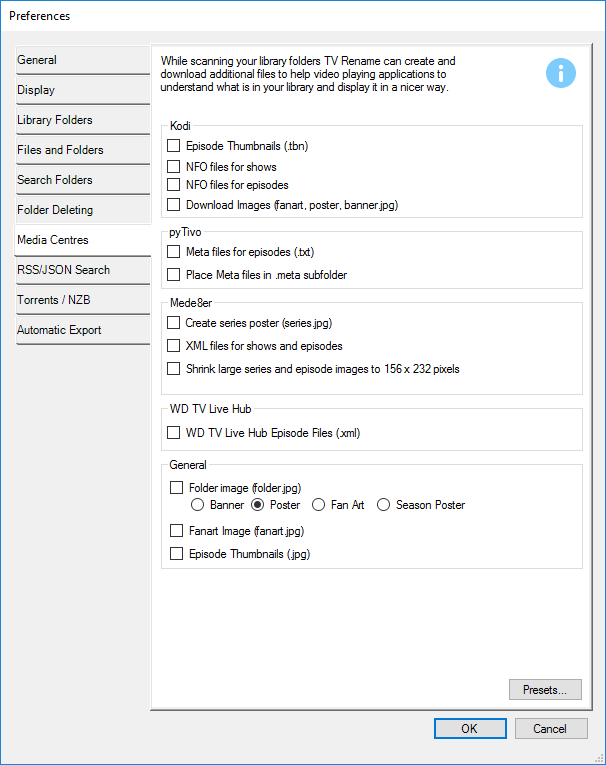 Preferences
General
Display
Library Folders
Files and Folders
Search Folders
Folder Deleting
Media Centres
RSS/JSON Search
Torrents / NZB
Automatic Export
While scanning your library folders TV Rename can create and
download additional files to help video playing applications to
understand what is in your library and display it in a nicer way.
Kodi
Episode Thumbnails (.tbn)
NFO files for shows
NFO files for episodes
Download Images (fanart, poster, banner.jpg)
pyTivo
Meta files for episodes (.txt)
Place Meta files in .meta subfolder
Mede8er
Create series poster (series.jpg)
XML files for shows and episodes
Shrink large series and episode images to 156 x 232 pixels
WD TV Live Hub
WD TV Live Hub Episode Files (.xml)
General
Folder image (folder.jpg)
Banner Poster Fan Art Season Poster
Fanart Image (fanart.jpg)
Episode Thumbnails (.jpg)
Presets...
OK Cancel